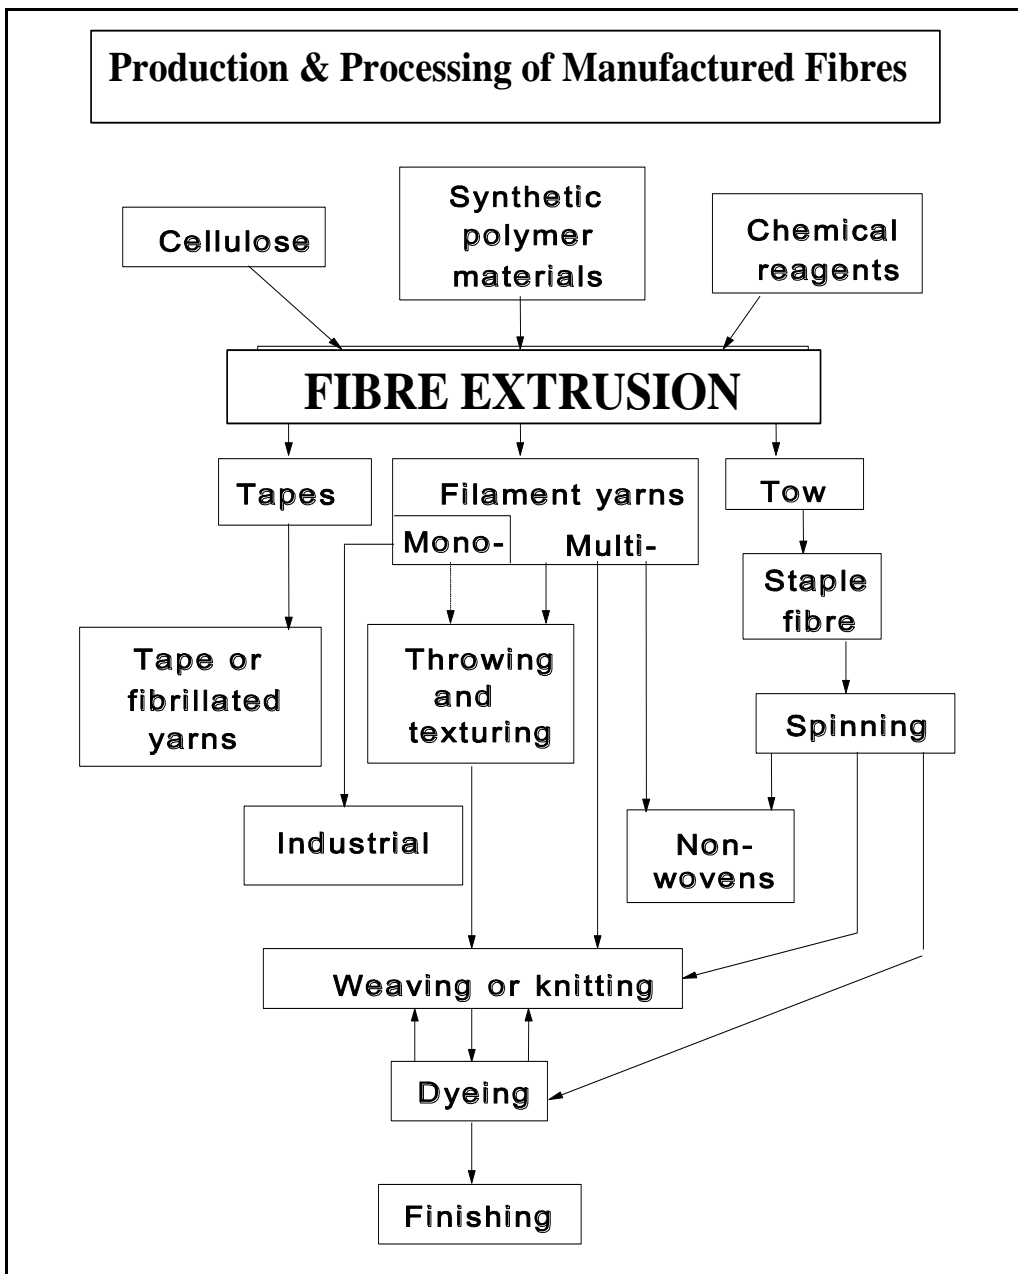 Production & Processing of Manufactured Fibres
Cellulose
Synthetic
polymer
materials
Chemical
reagents
FIBRE EXTRUSION
Tapes
Filament yarns
Mono-
Multi-
Tow
Staple
fibre
Tape or
fibrillated
yarns
Throwing
and
texturing
Spinning
Industrial
Non-
wovens
Weaving or knitting
Dyeing
Finishing